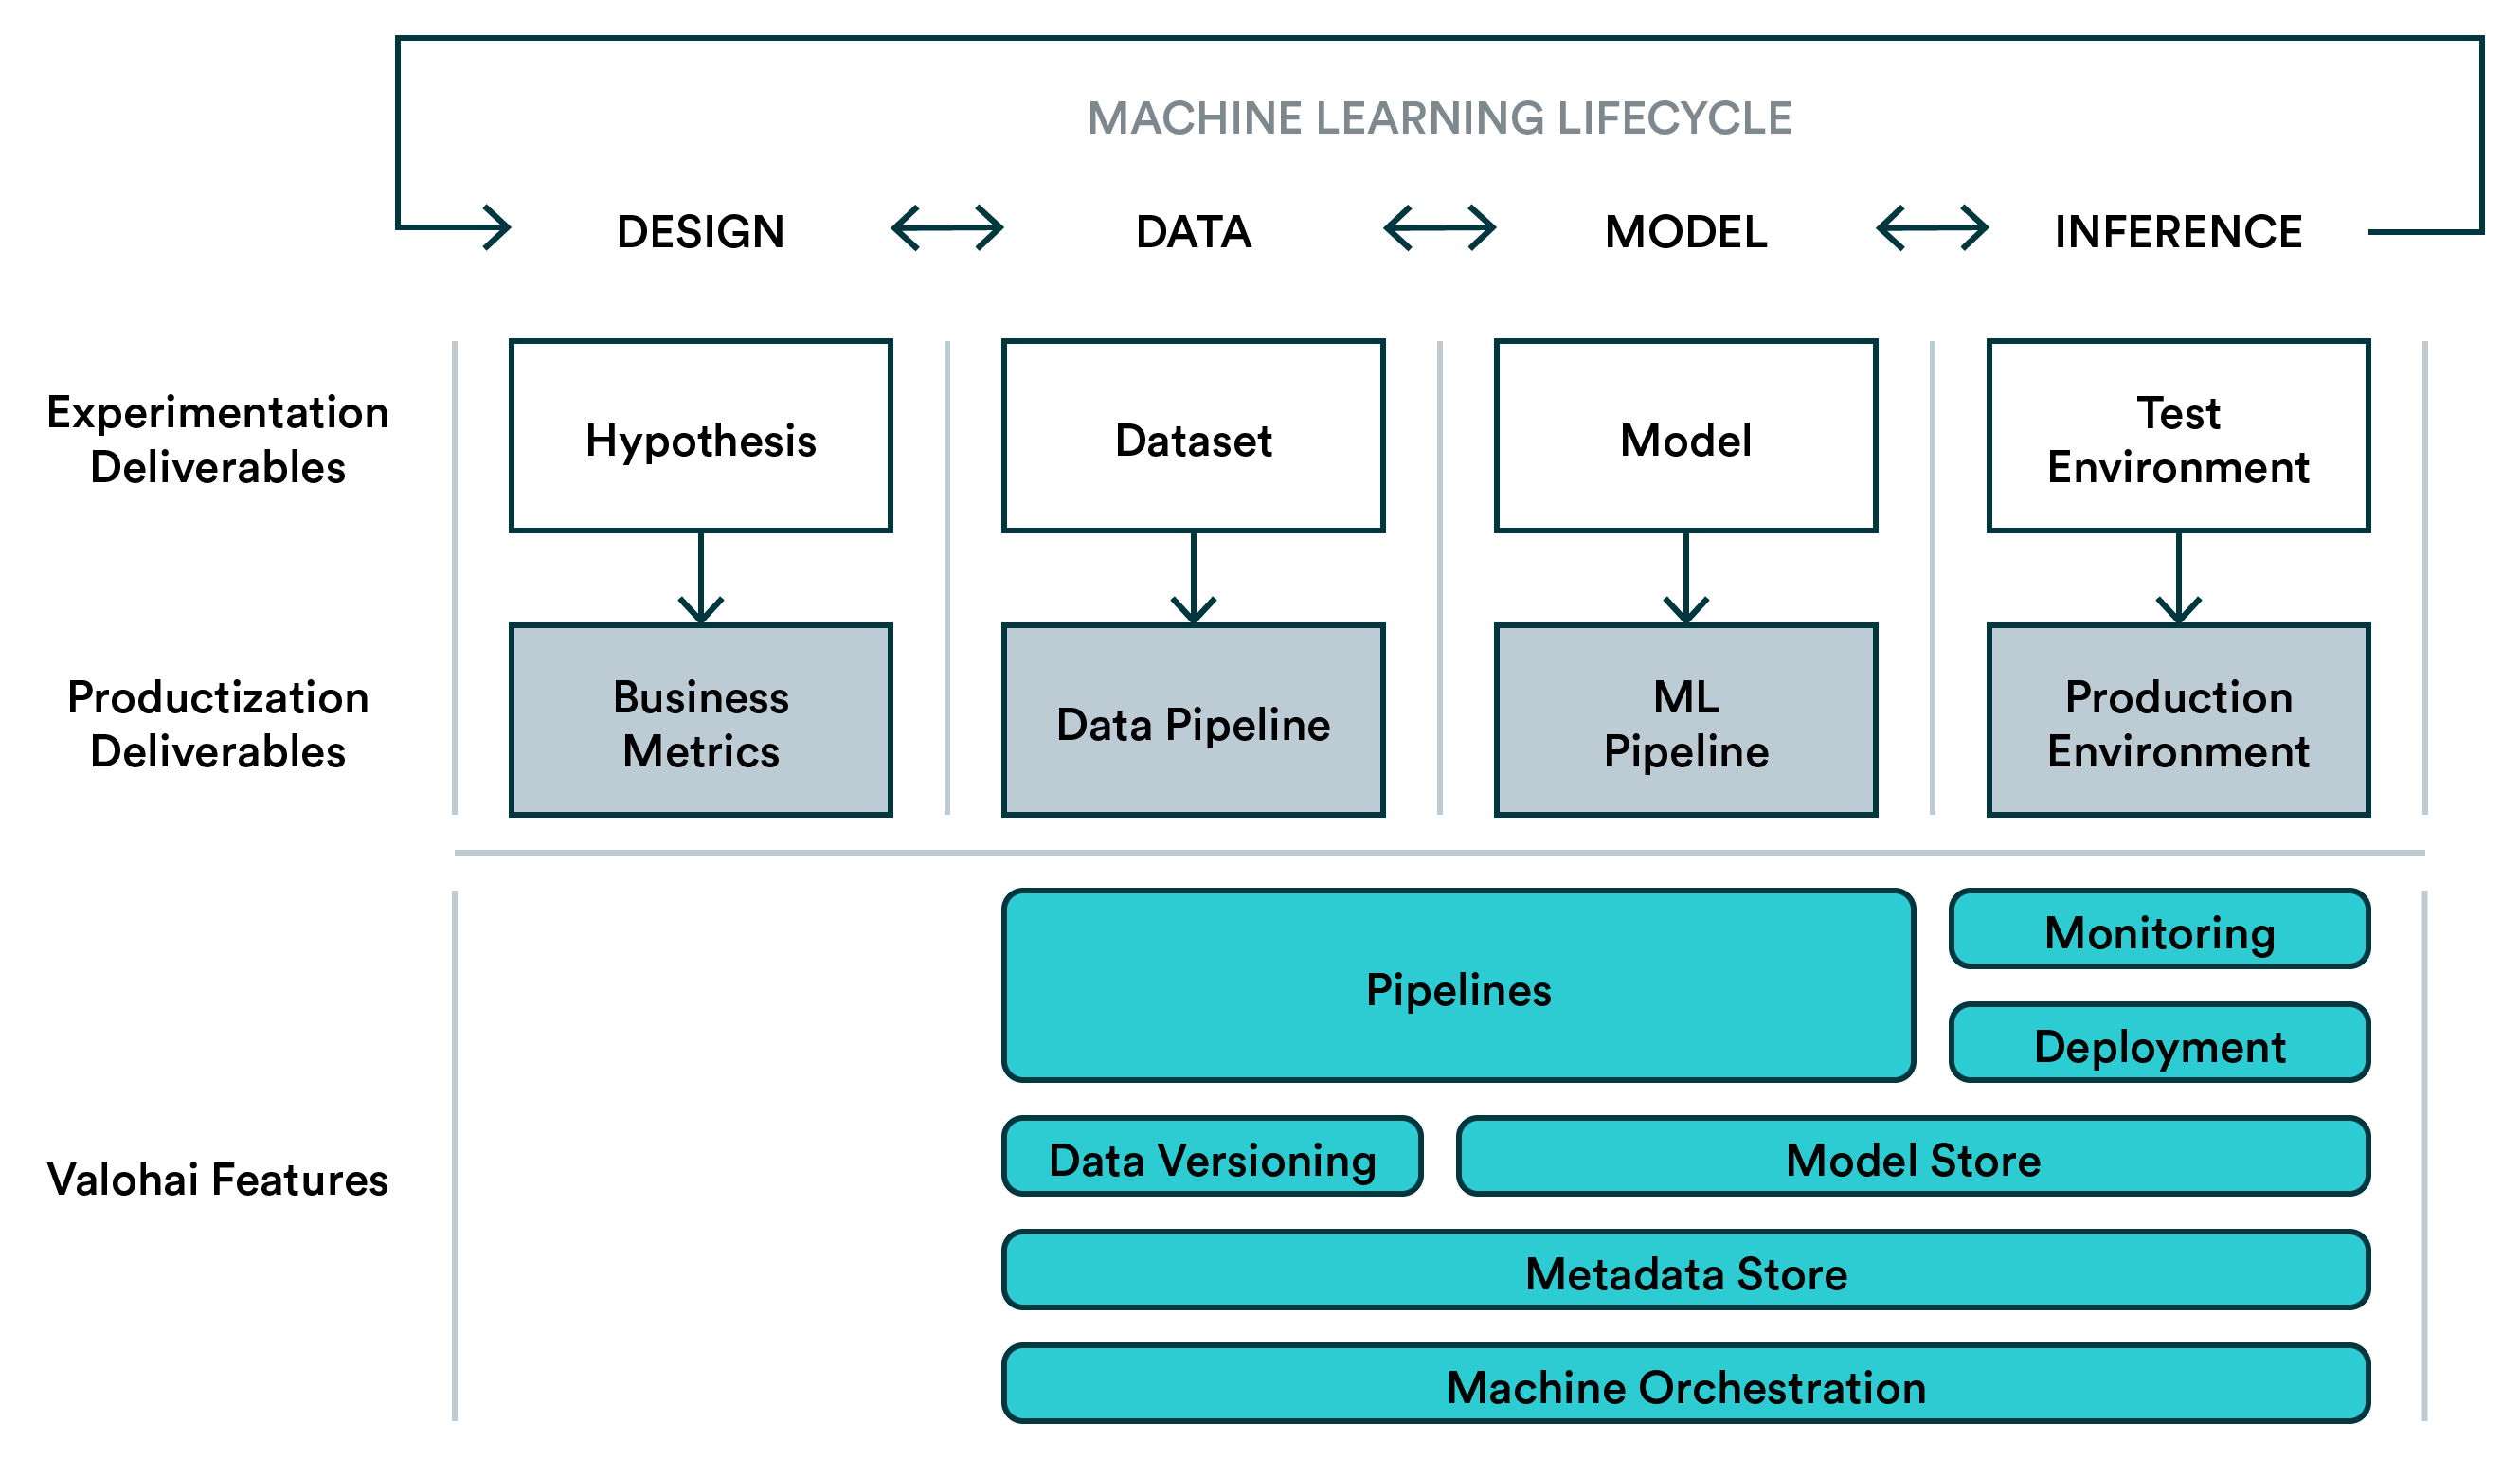 MACHINE LEARNING LIFECYCLE
DESIGN
DATA
MODEL
INFERENCE
Experimentation
Deliverables
Hypothesis
Dataset
Model
Test
Environment
Productization
Deliverables
Business
Metrics
Data Pipeline
ML
Pipeline
Production
Environment
Valohai Features
Pipelines
Monitoring
Deployment
Data Versioning
Model Store
Metadata Store
Machine Orchestration